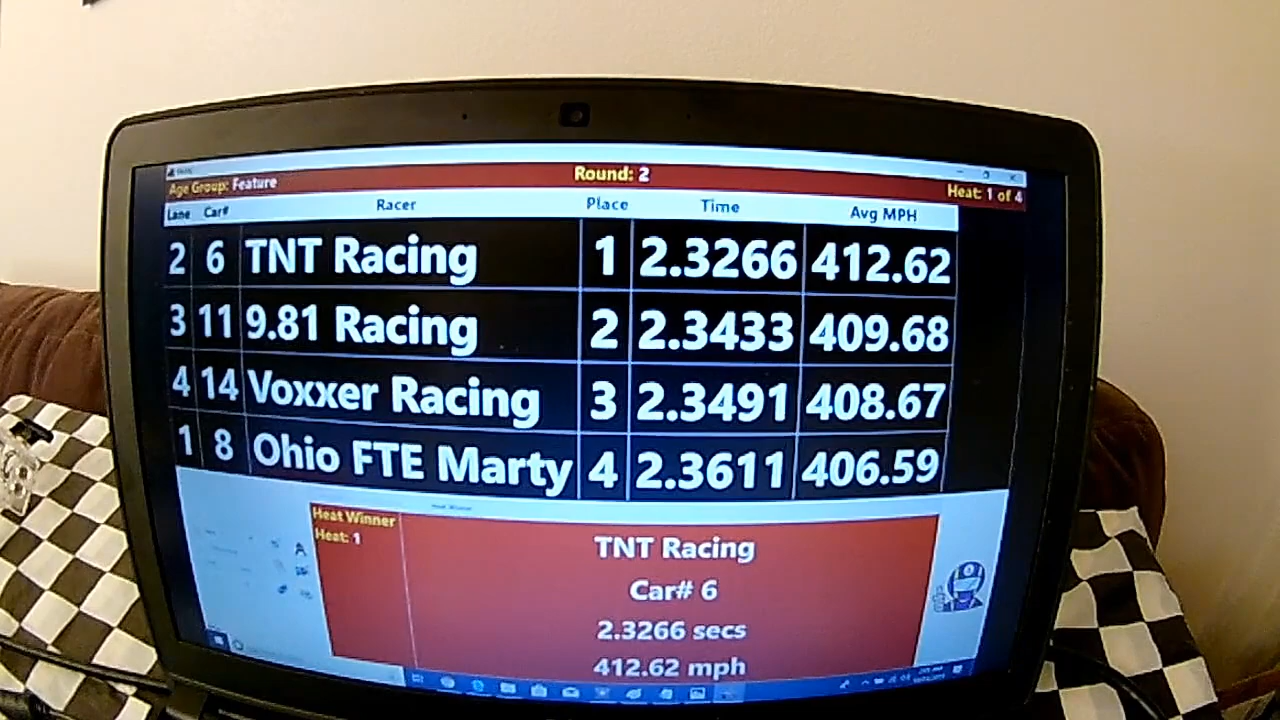 Age Group: Feature Round: 2 Heat: 1 of 4
Lane Car# Racer Place Time Avg MPH
2 6 TNT Racing 1 2.3266 412.62
3 11 9.81 Racing 2 2.3433 409.68
4 14 Voxxer Racing 3 2.3491 408.67
1 8 Ohio FTE Marty 4 2.3611 406.59
Heat Winner
Heat: 1
TNT Racing
Car# 6
2.3266 secs
412.62 mph